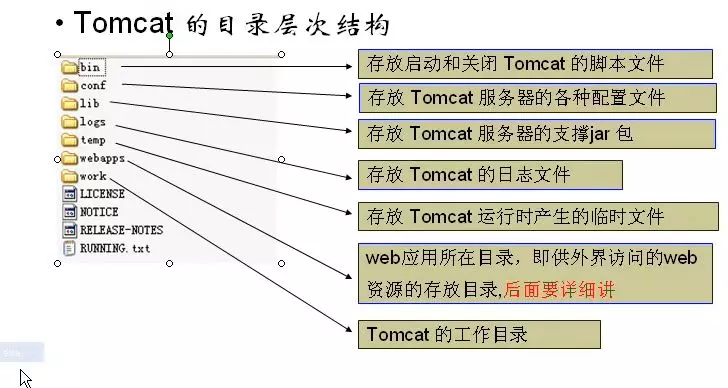 • Tomcat 的目录层次结构
bin
conf
lib
logs
temp
webapps
work
LICENSE
NOTICE
RELEASE-NOTES
RUNNING.txt
存放启动和关闭 Tomcat 的脚本文件
存放 Tomcat 服务器的各种配置文件
存放 Tomcat 服务器的支撑jar 包
存放 Tomcat 的日志文件
存放 Tomcat 运行时产生的临时文件
web应用所在目录，即供外界访问的web
资源的存放目录,后面要详细讲
Tomcat 的工作目录